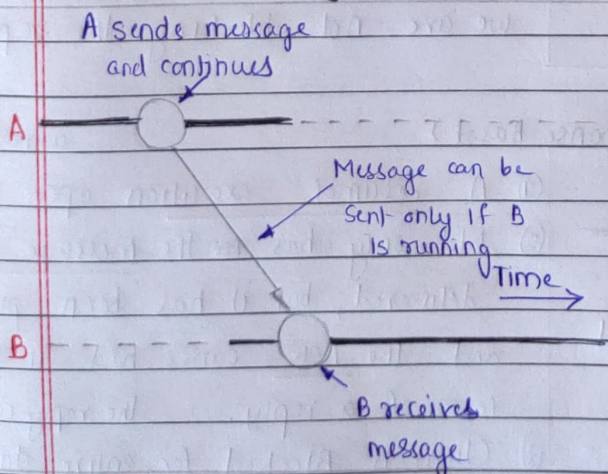 A sends message
and continues
A
Message can be
Sent only if B
is running
Time
B
B receives
message